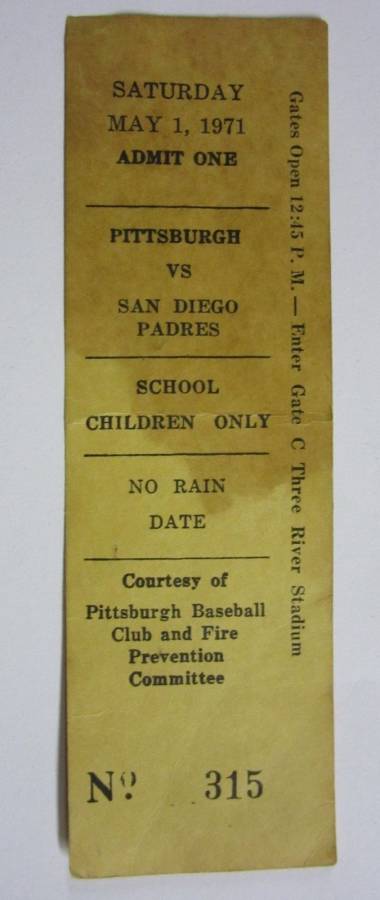 SATURDAY
MAY 1, 1971
ADMIT ONE
PITTSBURGH
VS
SAN DIEGO
PADRES
SCHOOL
CHILDREN ONLY
NO RAIN
DATE
Courtesy of
Pittsburgh Baseball
Club and Fire
Prevention
Committee
Nº 315
Gates Open 12:45 P. M. — Enter Gate C Three River Stadium